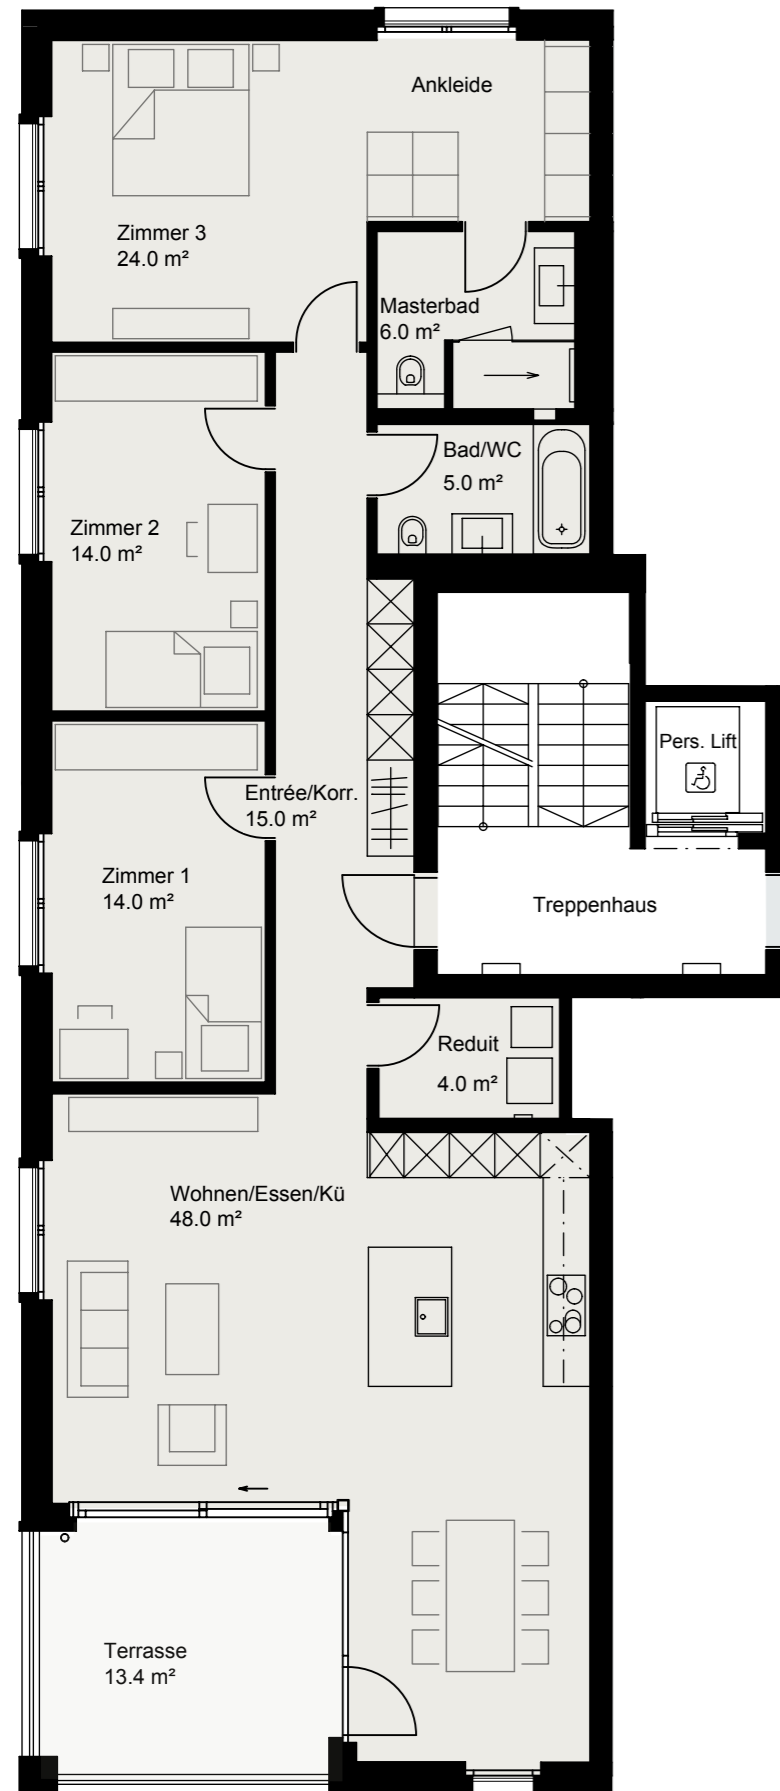 Ankleide
Zimmer 3
24.0 m²
Masterbad
6.0 m²
Bad/WC
5.0 m²
Zimmer 2
14.0 m²
Pers. Lift
Entrée/Korr.
15.0 m²
Zimmer 1
14.0 m²
Treppenhaus
Reduit
4.0 m²
Wohnen/Essen/Kü
48.0 m²
Terrasse
13.4 m²